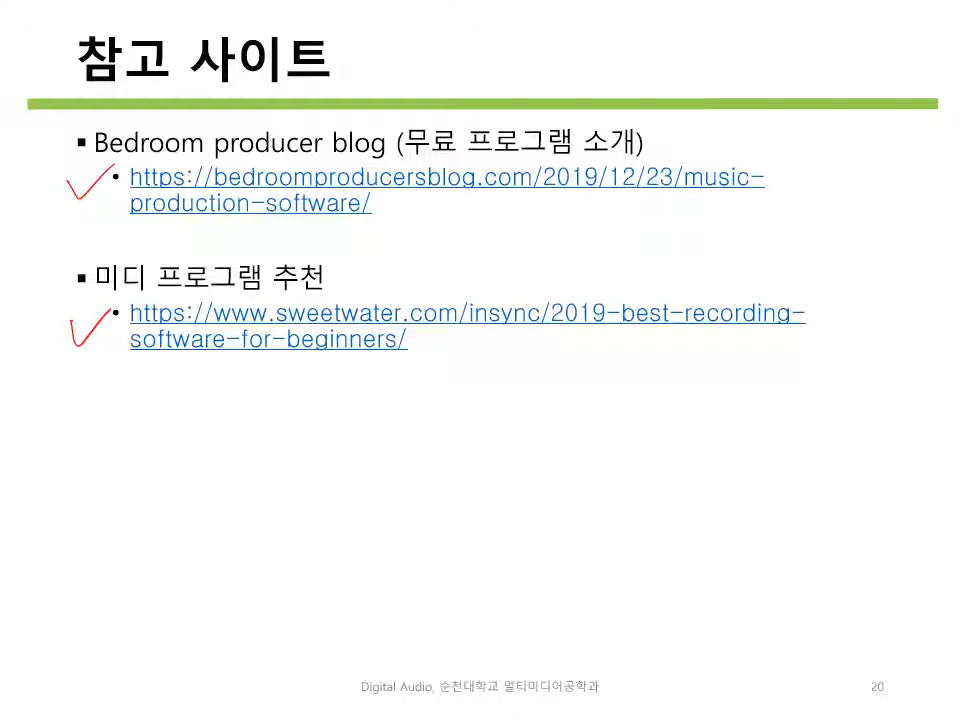 참고 사이트
▪ Bedroom producer blog (무료 프로그램 소개)
• https://bedroomproducersblog.com/2019/12/23/music-
production-software/
▪ 미디 프로그램 추천
• https://www.sweetwater.com/insync/2019-best-recording-
software-for-beginners/
Digital Audio, 순천대학교 멀티미디어공학과
20